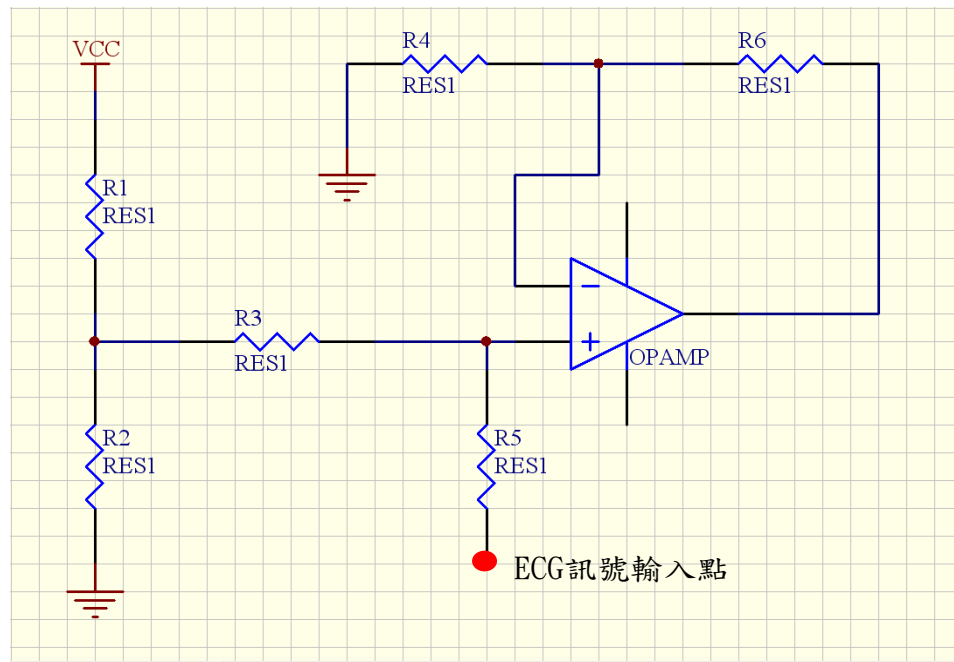 VCC
R4
RES1
R6
RES1
R1
RES1
R3
RES1
OPAMP
R2
RES1
R5
RES1
ECG訊號輸入點